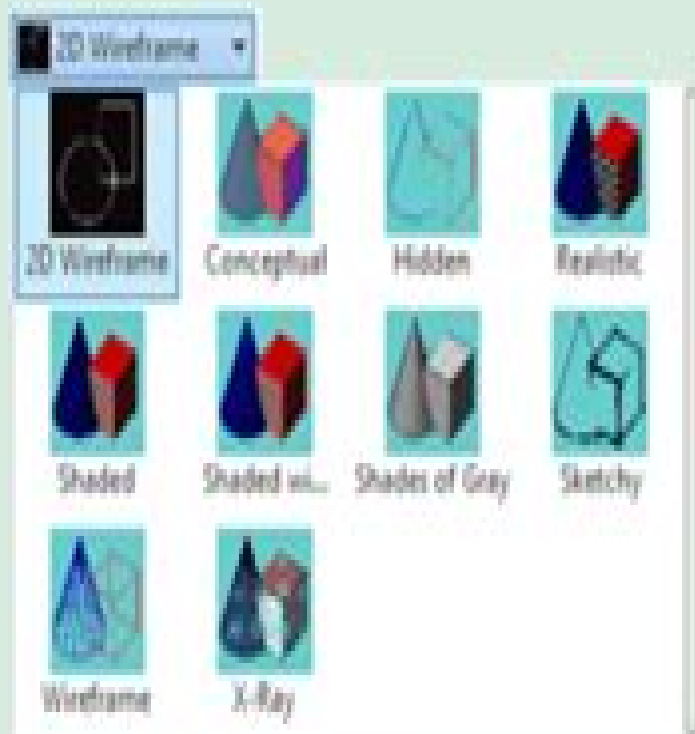 2D Wireframe
2D Wireframe Conceptual Hidden Realistic
Shaded Shaded wi... Shades of Gray Sketchy
Wireframe X-Ray